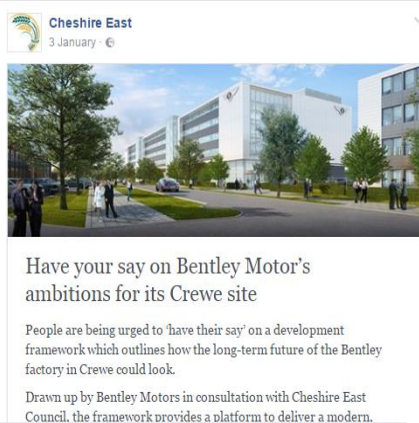 Cheshire East
3 January ·
Have your say on Bentley Motor's
ambitions for its Crewe site
People are being urged to 'have their say' on a development
framework which outlines how the long-term future of the Bentley
factory in Crewe could look.
Drawn up by Bentley Motors in consultation with Cheshire East
Council, the framework provides a platform to deliver a modern,